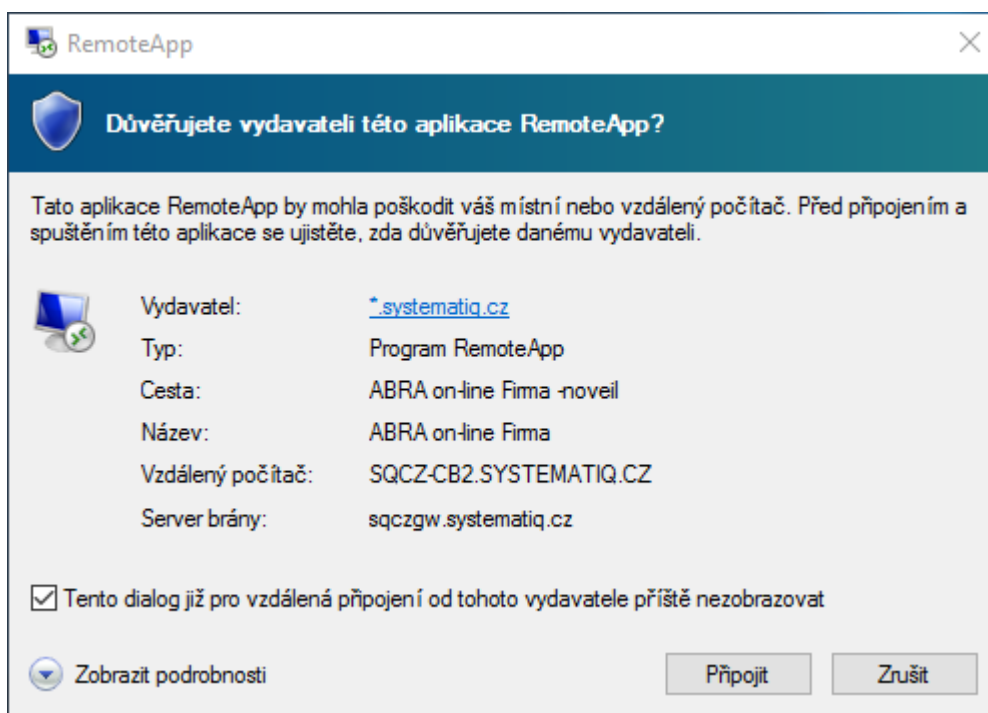 RemoteApp
Důvěřujete vydavateli této aplikace RemoteApp?
Tato aplikace RemoteApp by mohla poškodit váš místní nebo vzdálený počítač. Před připojením a
spuštěním této aplikace se ujistěte, zda důvěřujete danému vydavateli.
Vydavatel: *.systematiq.cz
Typ: Program RemoteApp
Cesta: ABRA on-line Firma -noveil
Název: ABRA on-line Firma
Vzdálený počítač: SQCZ-CB2.SYSTEMATIQ.CZ
Server brány: sqczgw.systematiq.cz
Tento dialog již pro vzdálená připojení od tohoto vydavatele příště nezobrazovat
Zobrazit podrobnosti Připojit Zrušit